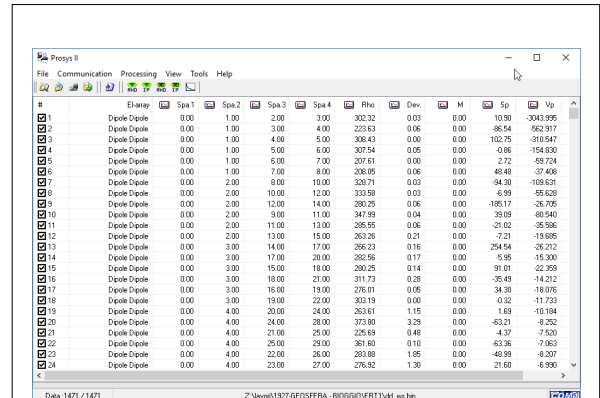 Prosys II
File Communication Processing View Tools Help
RHO IP RHO IP
# El-array Spa.1 Spa.2 Spa.3 Spa.4 Rho Dev. M Sp Vp
1 Dipole Dipole 0.00 1.00 2.00 3.00 302.32 0.03 0.00 10.90 -3043.995
2 Dipole Dipole 0.00 1.00 3.00 4.00 223.63 0.06 0.00 -86.54 -562.917
3 Dipole Dipole 0.00 1.00 4.00 5.00 308.43 0.00 0.00 102.75 -310.547
4 Dipole Dipole 0.00 1.00 5.00 6.00 307.54 0.05 0.00 -0.86 -154.830
5 Dipole Dipole 0.00 1.00 6.00 7.00 207.61 0.00 0.00 2.72 -59.724
6 Dipole Dipole 0.00 1.00 7.00 8.00 208.05 0.06 0.00 48.48 -37.408
7 Dipole Dipole 0.00 2.00 8.00 10.00 328.71 0.03 0.00 -94.30 -109.631
8 Dipole Dipole 0.00 2.00 10.00 12.00 333.58 0.03 0.00 -6.99 -55.628
9 Dipole Dipole 0.00 2.00 12.00 14.00 280.25 0.06 0.00 -185.17 -26.705
10 Dipole Dipole 0.00 2.00 9.00 11.00 347.99 0.04 0.00 39.09 -80.540
11 Dipole Dipole 0.00 2.00 11.00 13.00 285.55 0.06 0.00 -21.02 -35.586
12 Dipole Dipole 0.00 2.00 13.00 15.00 263.26 0.21 0.00 -7.21 -19.685
13 Dipole Dipole 0.00 3.00 14.00 17.00 266.23 0.16 0.00 254.54 -26.212
14 Dipole Dipole 0.00 3.00 17.00 20.00 282.56 0.17 0.00 -5.95 -15.300
15 Dipole Dipole 0.00 3.00 15.00 18.00 280.25 0.14 0.00 91.01 -22.359
16 Dipole Dipole 0.00 3.00 18.00 21.00 311.73 0.28 0.00 -35.49 -14.212
17 Dipole Dipole 0.00 3.00 16.00 19.00 276.01 0.05 0.00 34.30 -18.076
18 Dipole Dipole 0.00 3.00 19.00 22.00 303.19 0.00 0.00 -0.32 -11.733
19 Dipole Dipole 0.00 4.00 20.00 24.00 263.61 1.15 0.00 1.69 -10.184
20 Dipole Dipole 0.00 4.00 24.00 28.00 373.80 3.29 0.00 -63.21 -8.252
21 Dipole Dipole 0.00 4.00 21.00 25.00 225.69 0.48 0.00 -4.37 -7.520
22 Dipole Dipole 0.00 4.00 25.00 29.00 361.60 0.10 0.00 -63.36 -7.063
23 Dipole Dipole 0.00 4.00 22.00 26.00 283.88 1.85 0.00 -48.99 -8.207
24 Dipole Dipole 0.00 4.00 23.00 27.00 276.92 1.30 0.00 21.60 -6.990
Data :1471 / 1471 Z:\lavori\1927-GEOSFERA - BIOGGIO\ERT1\dd_ws.bin